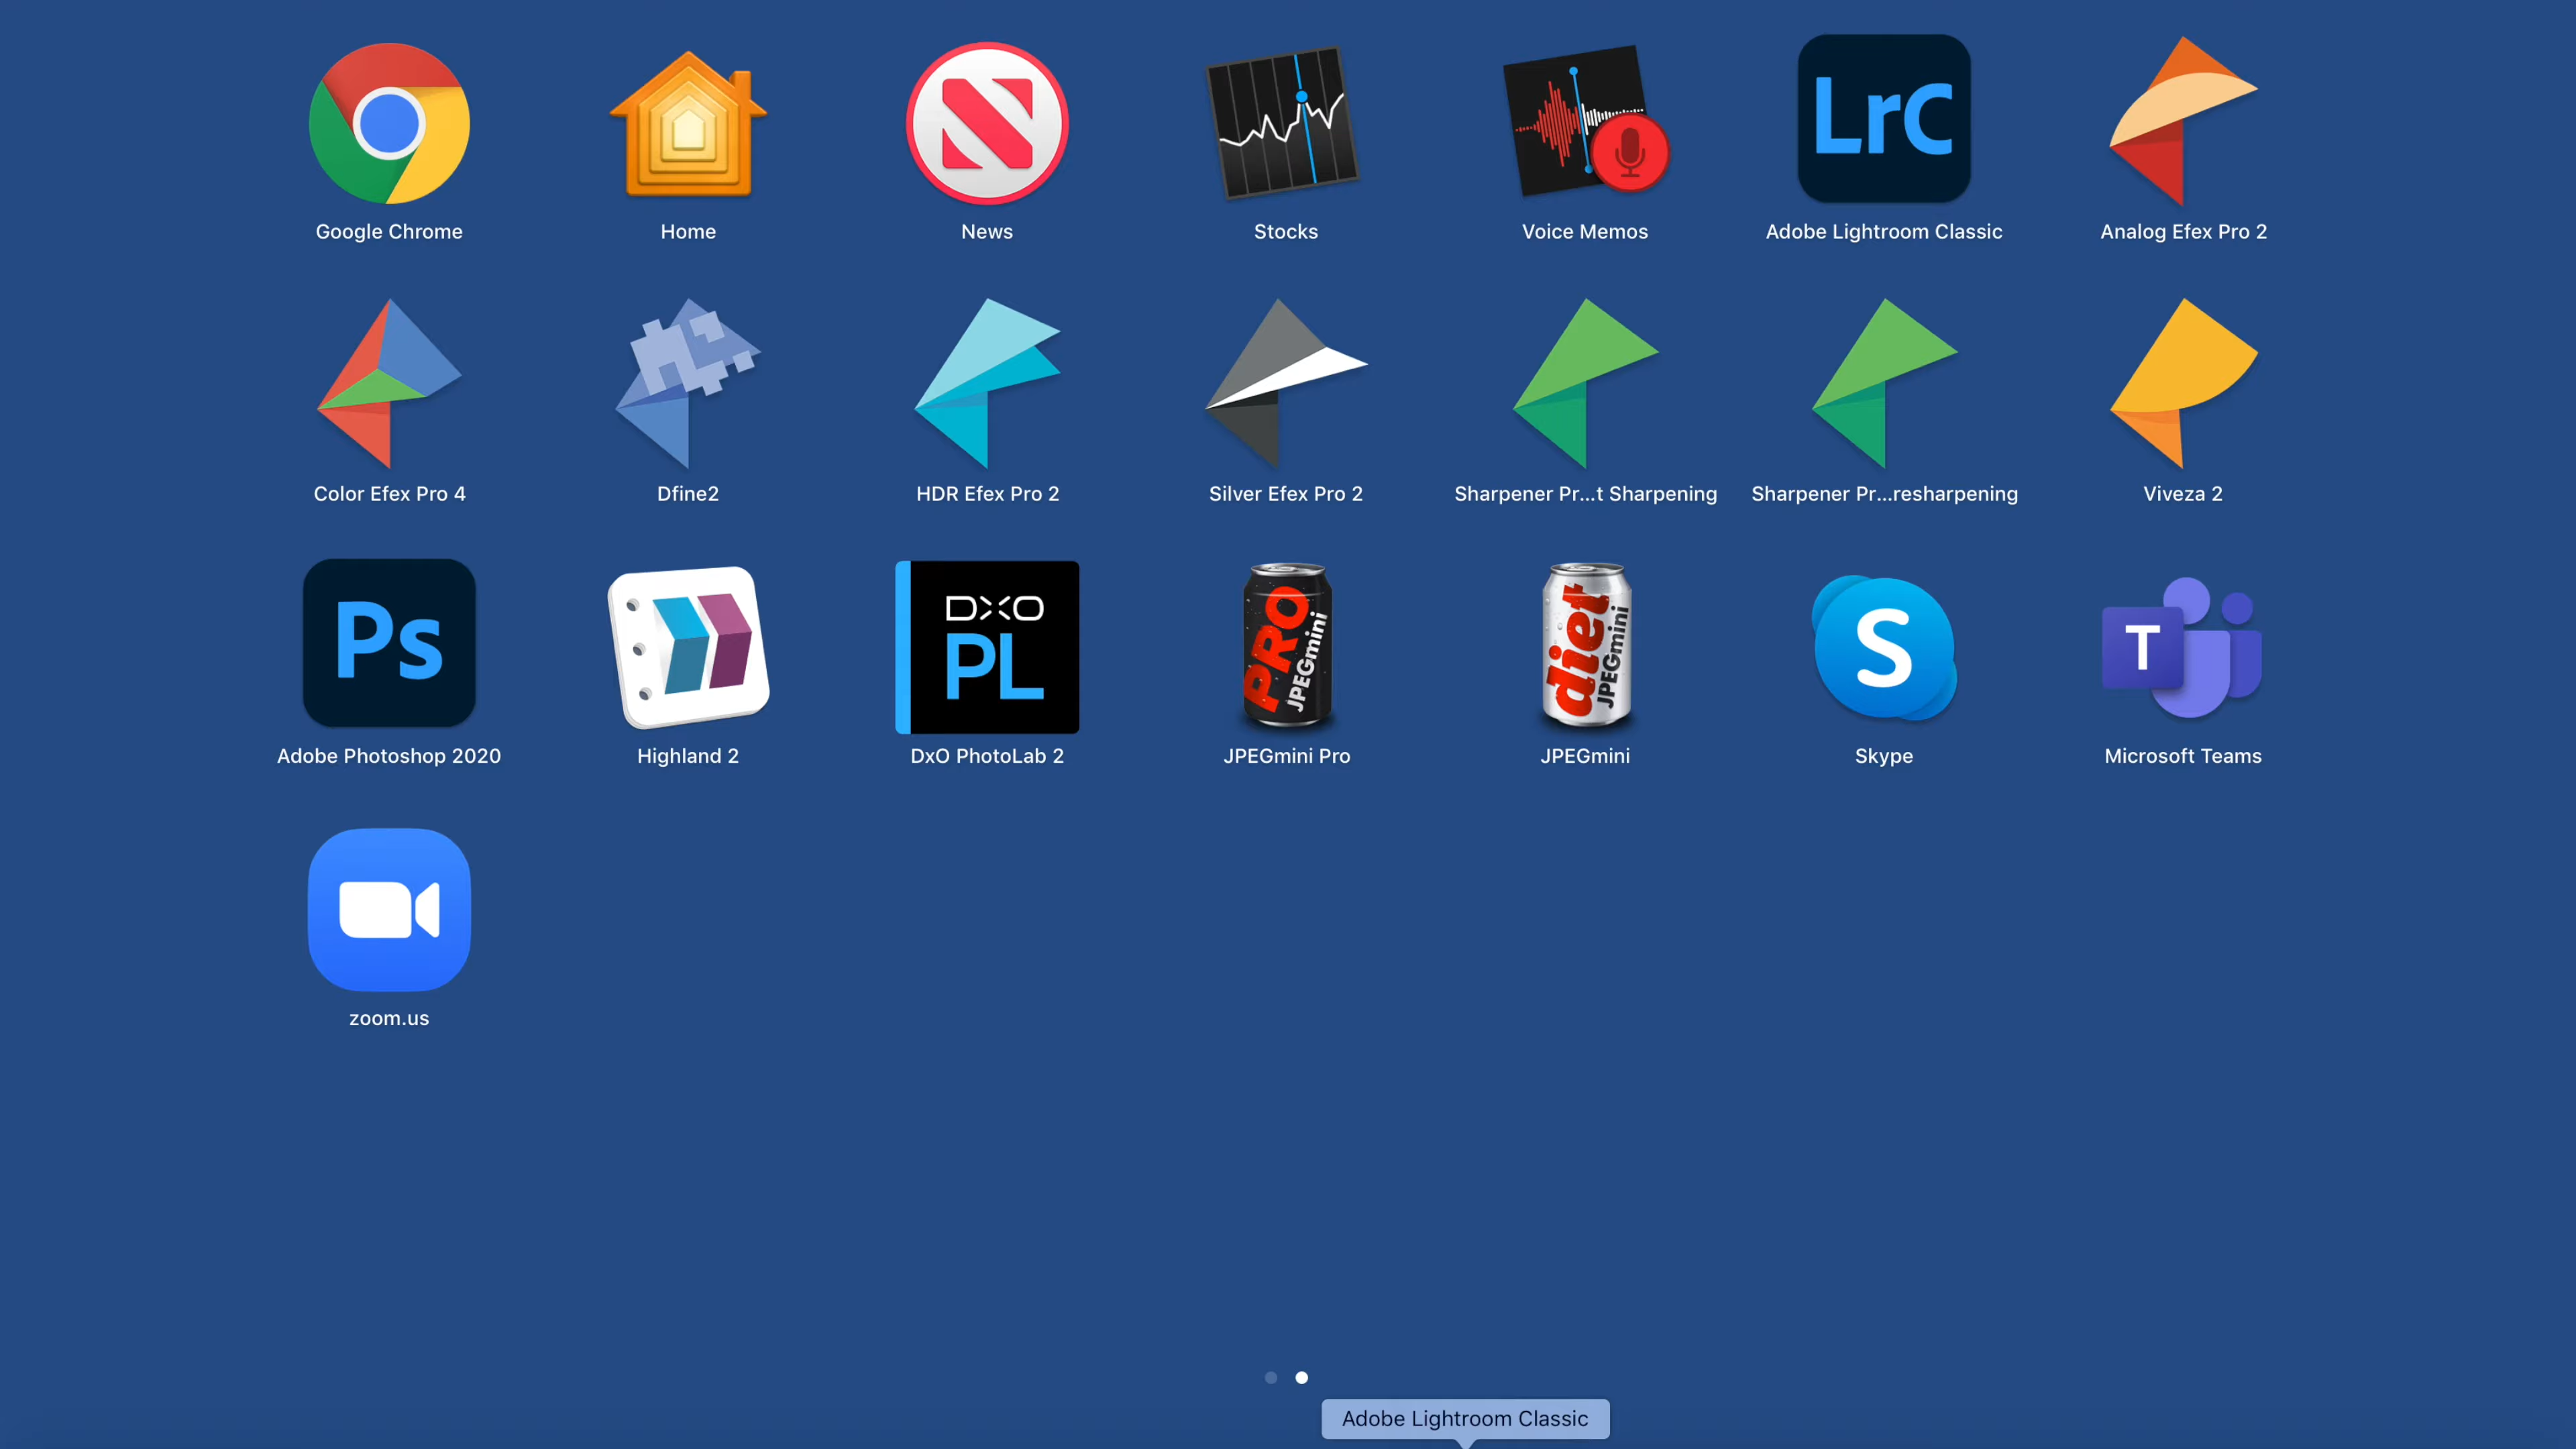 LrC
Google Chrome
Home
News
Stocks
Voice Memos
Adobe Lightroom Classic
Analog Efex Pro 2
Color Efex Pro 4
Dfine2
HDR Efex Pro 2
Silver Efex Pro 2
Sharpener Pr...t Sharpening
Sharpener Pr...resharpening
Viveza 2
Ps
DXO
PL
PRO
JPEGmini
diet
JPEGmini
S
T
Adobe Photoshop 2020
Highland 2
DxO PhotoLab 2
JPEGmini Pro
JPEGmini
Skype
Microsoft Teams
zoom.us
Adobe Lightroom Classic